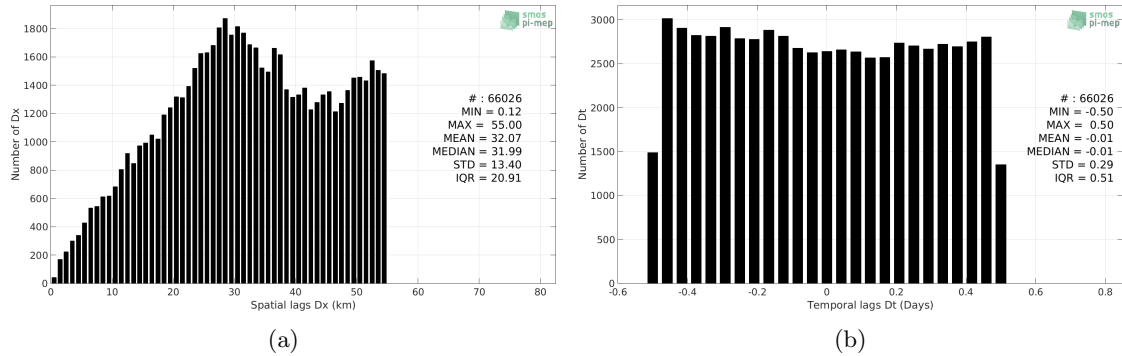 smos
pi-mep
1800
1600
1400
1200
1000
800
600
400
200
0
Number of Dx
# : 66026
MIN = 0.12
MAX = 55.00
MEAN = 32.07
MEDIAN = 31.99
STD = 13.40
IQR = 20.91
0 10 20 30 40 50 60 70 80
Spatial lags Dx (km)
(a)
smos
pi-mep
3000
2500
2000
1500
1000
500
0
Number of Dt
# : 66026
MIN = -0.50
MAX = 0.50
MEAN = -0.01
MEDIAN = -0.01
STD = 0.29
IQR = 0.51
-0.6 -0.4 -0.2 0 0.2 0.4 0.6 0.8
Temporal lags Dt (Days)
(b)